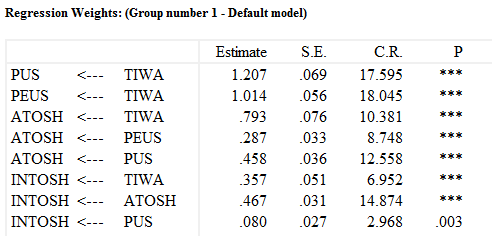 Regression Weights: (Group number 1 - Default model)
Estimate S.E. C.R. P
PUS <--- TIWA 1.207 .069 17.595 ***
PEUS <--- TIWA 1.014 .056 18.045 ***
ATOSH <--- TIWA .793 .076 10.381 ***
ATOSH <--- PEUS .287 .033 8.748 ***
ATOSH <--- PUS .458 .036 12.558 ***
INTOSH <--- TIWA .357 .051 6.952 ***
INTOSH <--- ATOSH .467 .031 14.874 ***
INTOSH <--- PUS .080 .027 2.968 .003